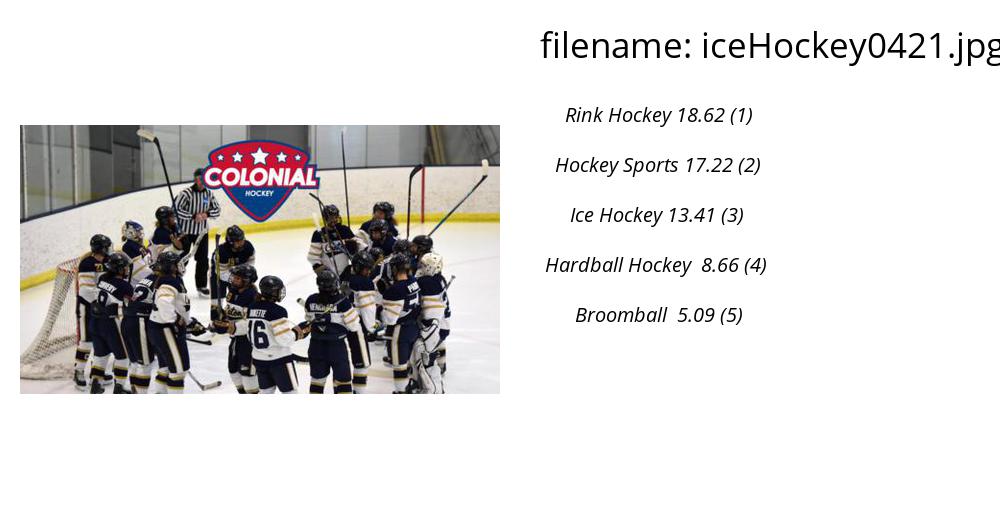 filename: iceHockey0421.jpg
Rink Hockey 18.62 (1)
Hockey Sports 17.22 (2)
Ice Hockey 13.41 (3)
Hardball Hockey 8.66 (4)
Broomball 5.09 (5)
COLONIAL
HOCKEY
16